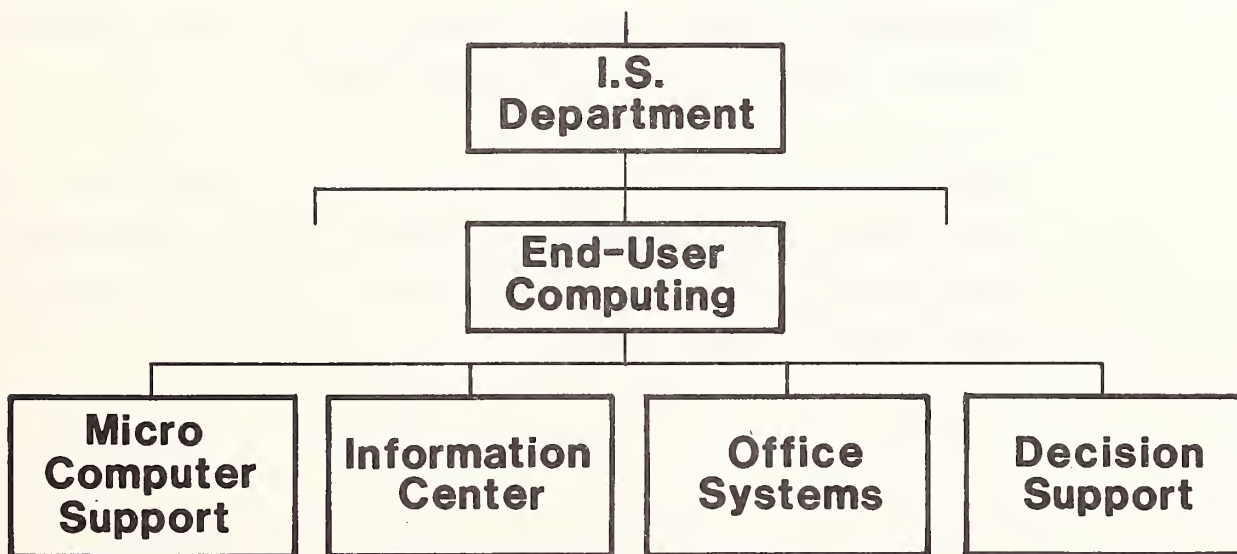 I.S.
Department
End-User
Computing
Micro
Computer
Support
Information
Center
Office
Systems
Decision
Support